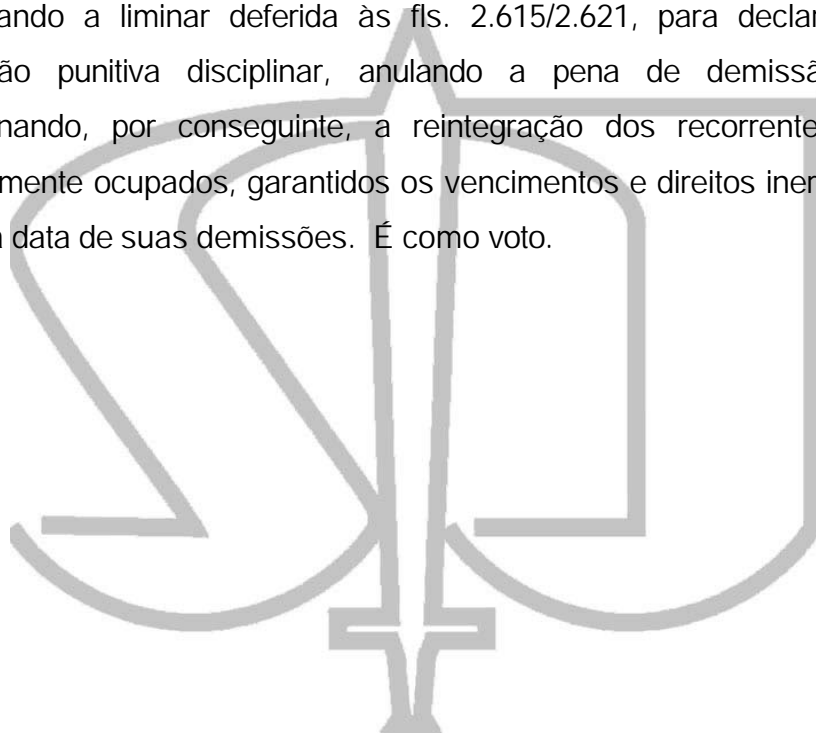 ando a liminar deferida às fls. 2.615/2.621, para declar
ão punitiva disciplinar, anulando a pena de demissã
nando, por conseguinte, a reintegração dos recorrente
mente ocupados, garantidos os vencimentos e direitos iner
a data de suas demissões. É como voto.